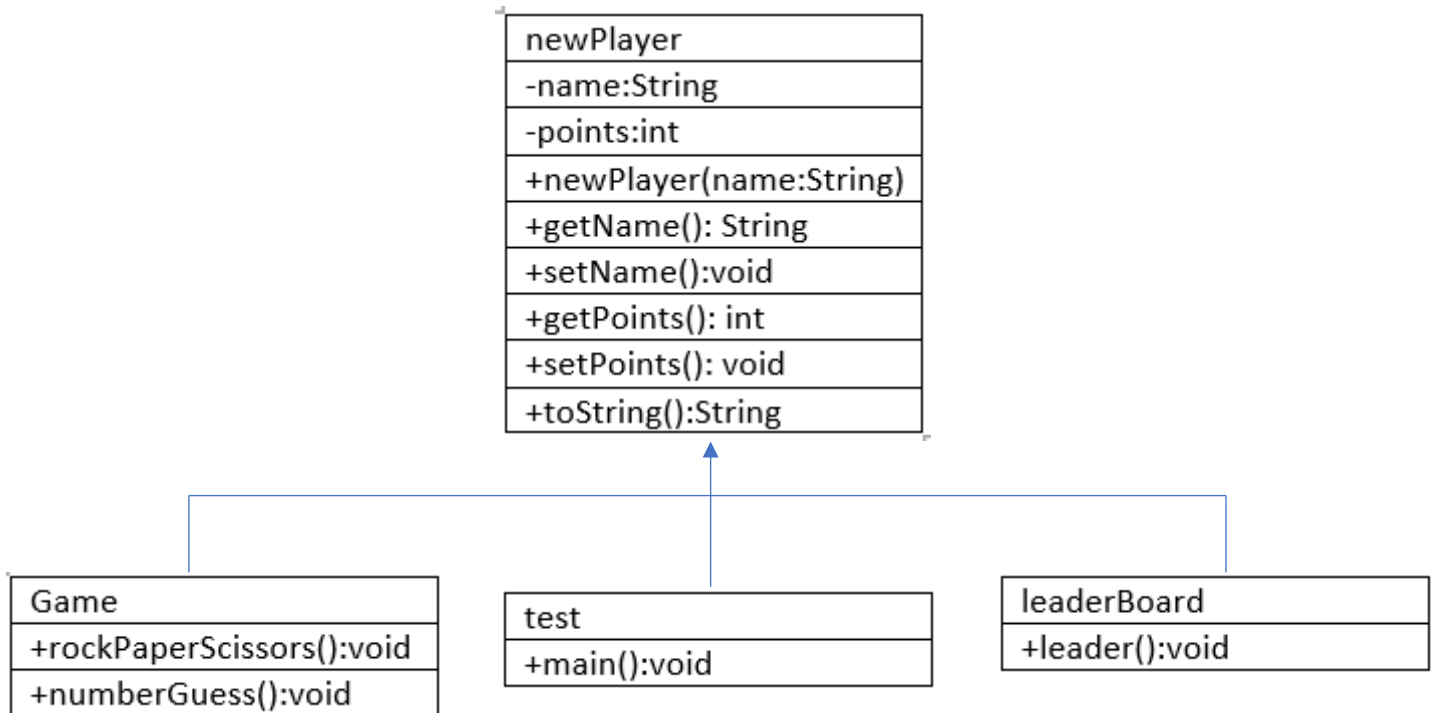 newPlayer
-name:String
-points:int
+newPlayer(name:String)
+getName(): String
+setName():void
+getPoints(): int
+setPoints(): void
+toString():String
Game
+rockPaperScissors():void
+numberGuess():void
test
+main():void
leaderBoard
+leader():void